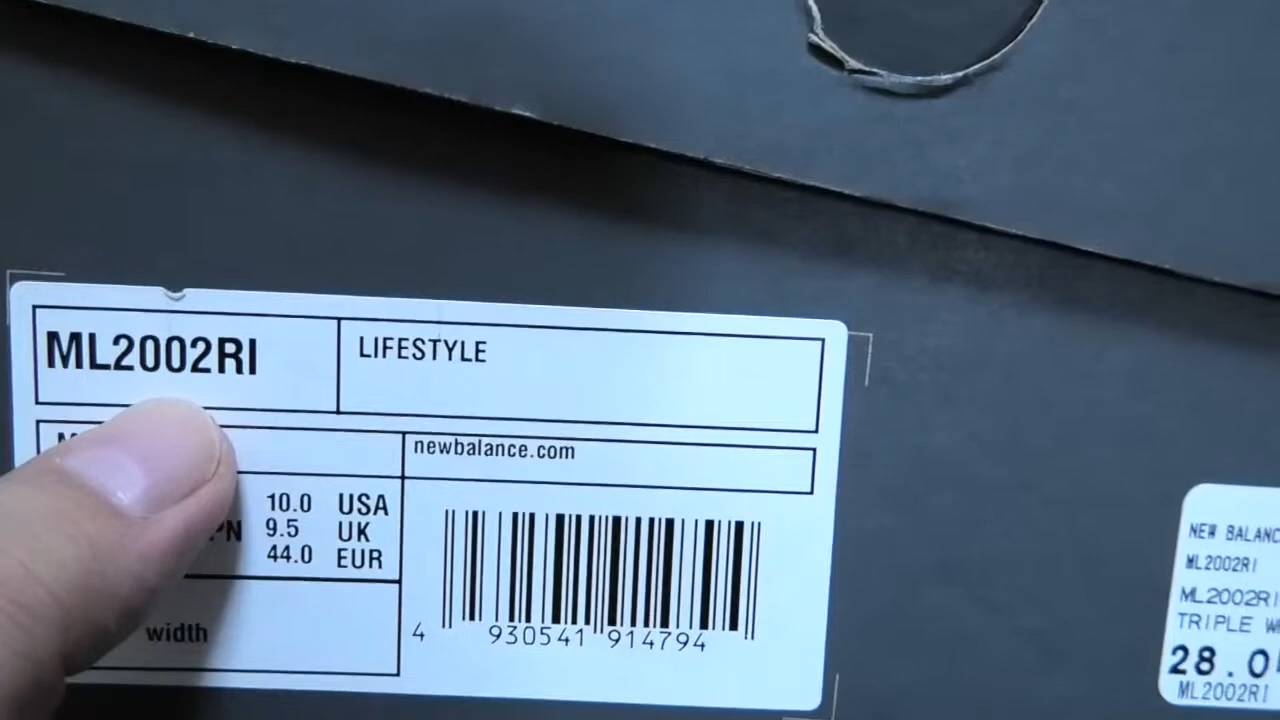 ML2002RI
LIFESTYLE
newbalance.com
10.0 USA
9.5 UK
44.0 EUR
width
4 930541 914794
NEW
ML2002RI
ML2002RI
TRIPLE
28.0
ML2002RI